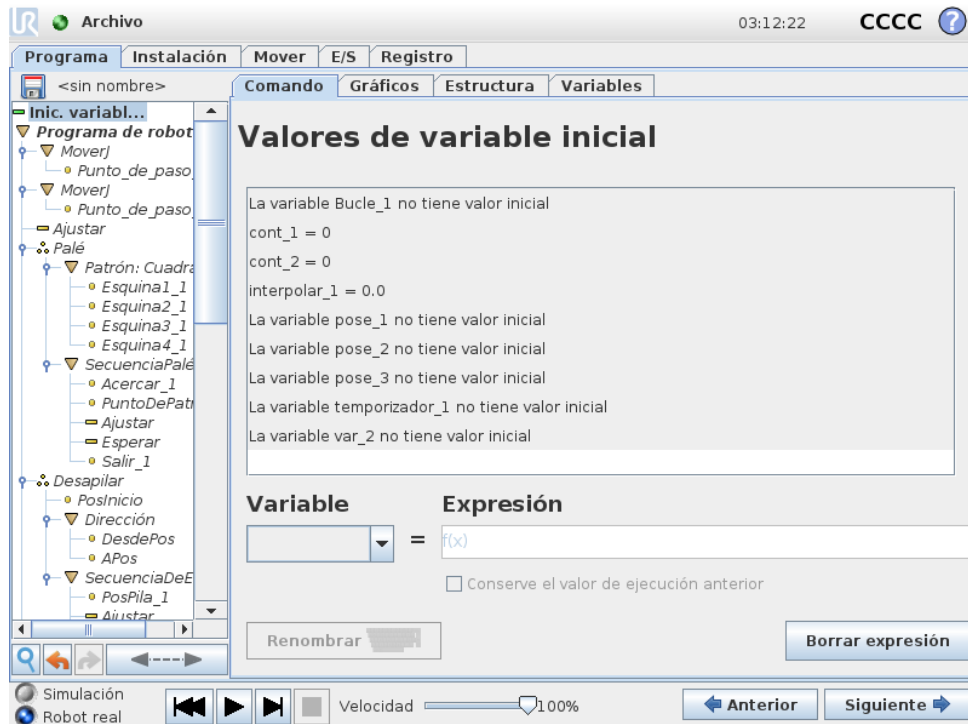 UR Archivo 03:12:22 CCCC ?
Programa Instalación Mover E/S Registro
<sin nombre>
Comando Gráficos Estructura Variables
Inic. variabl...
Programa de robot
MoverJ
Punto_de_paso
MoverJ
Punto_de_paso
Ajustar
Palé
Patrón: Cuadra
Esquina1_1
Esquina2_1
Esquina3_1
Esquina4_1
SecuenciaPalé
Acercar_1
PuntoDePatr
Ajustar
Esperar
Salir_1
Desapilar
PosInicio
Dirección
DesdePos
APos
SecuenciaDeE
PosPila_1
Ajustar
Valores de variable inicial
La variable Bucle_1 no tiene valor inicial
cont_1 = 0
cont_2 = 0
interpolar_1 = 0.0
La variable pose_1 no tiene valor inicial
La variable pose_2 no tiene valor inicial
La variable pose_3 no tiene valor inicial
La variable temporizador_1 no tiene valor inicial
La variable var_2 no tiene valor inicial
Variable Expresión
= f(x)
Conserve el valor de ejecución anterior
Renombrar
Borrar expresión
Simulación
Robot real
Velocidad 100%
Anterior Siguiente